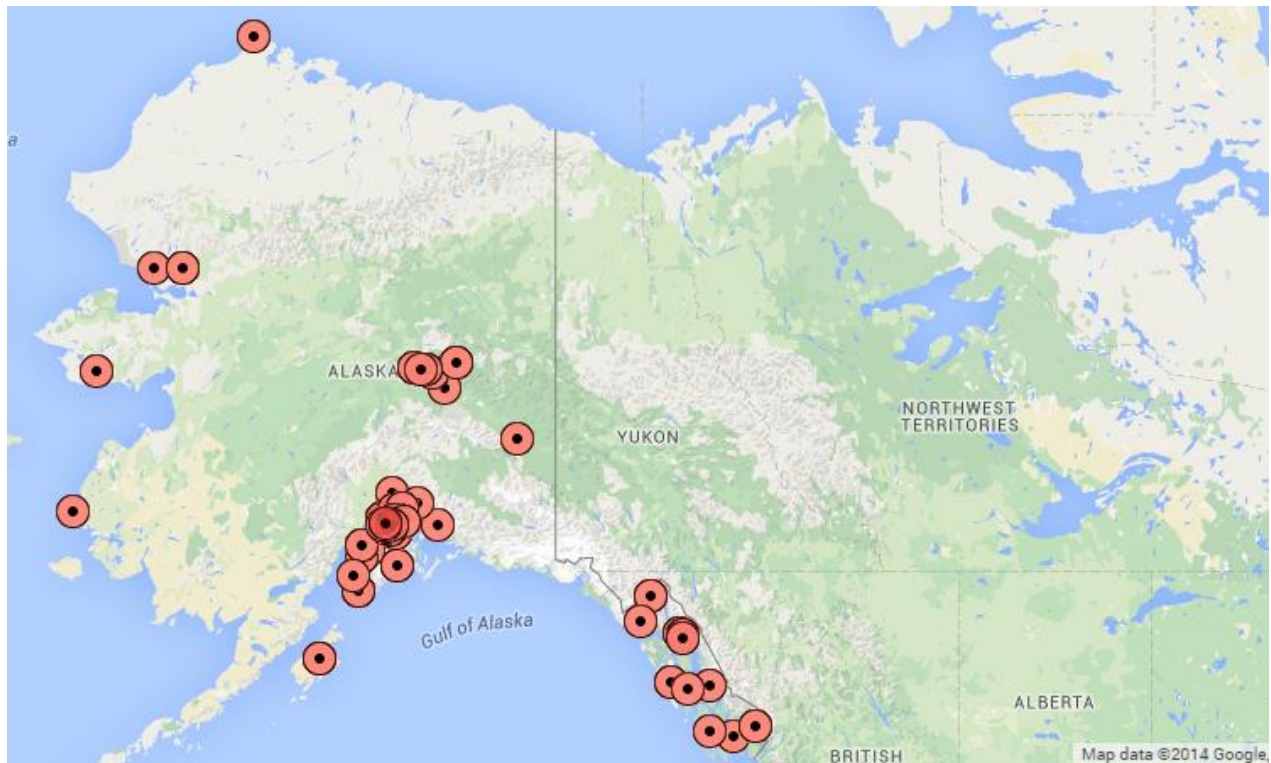 a
ALASKA
NORTHWEST
TERRITORIES
YUKON
Gulf of Alaska
ALBERTA
BRITISH
Map data ©2014 Google,